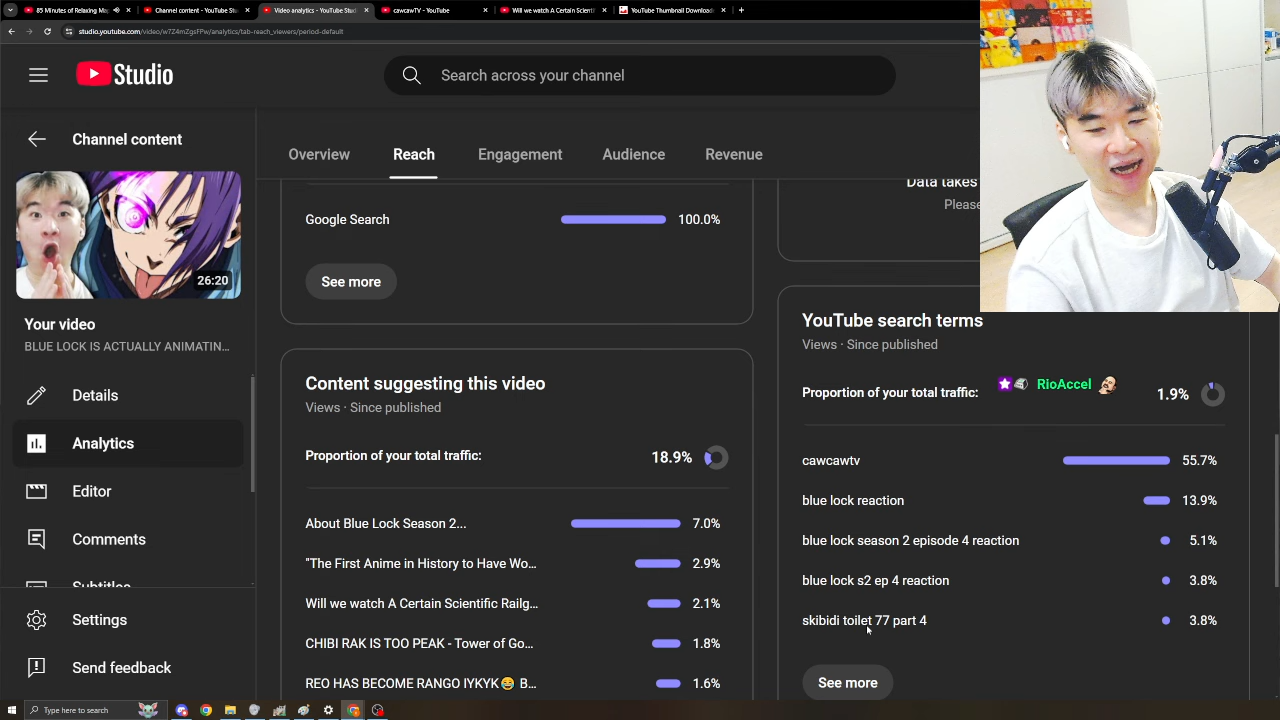 85 Minutes of Relaxing Ma
Channel content - YouTube Stu
Video analytics - YouTube Stud
cawcawTV - YouTube
Will we watch A Certain Scientif
YouTube Thumbnail Download
studio.youtube.com/video/w7Z4mZgsFPw/analytics/tab-reach_viewers/period-default
Studio
Search across your channel
Channel content
26:20
Your video
BLUE LOCK IS ACTUALLY ANIMATIN...
Details
Analytics
Editor
Comments
Subtitles
Settings
Send feedback
Overview
Reach
Engagement
Audience
Revenue
Google Search
100.0%
See more
Data takes
Please
Content suggesting this video
Views · Since published
Proportion of your total traffic:
18.9%
About Blue Lock Season 2...
7.0%
"The First Anime in History to Have Wo...
2.9%
Will we watch A Certain Scientific Railg...
2.1%
CHIBI RAK IS TOO PEAK - Tower of Go...
1.8%
REO HAS BECOME RANGO IYKYK😂 B...
1.6%
YouTube search terms
Views · Since published
Proportion of your total traffic:
RioAccel
1.9%
cawcawtv
55.7%
blue lock reaction
13.9%
blue lock season 2 episode 4 reaction
5.1%
blue lock s2 ep 4 reaction
3.8%
skibidi toilet 77 part 4
3.8%
See more
Type here to search